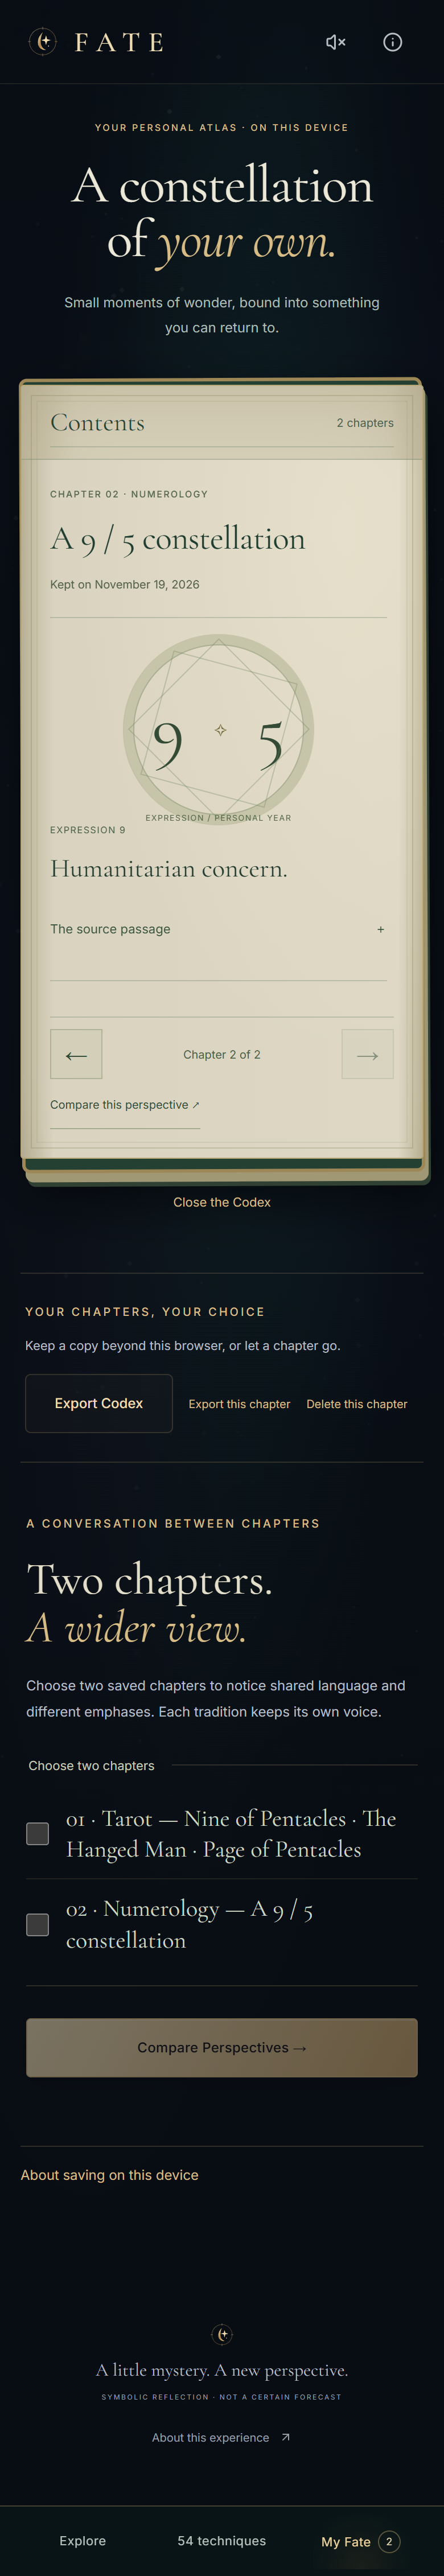 FATE
YOUR PERSONAL ATLAS · ON THIS DEVICE
A constellation
of your own.
Small moments of wonder, bound into something
you can return to.
Contents
2 chapters
CHAPTER 02 · NUMEROLOGY
A 9 / 5 constellation
Kept on November 19, 2026
9 ✧ 5
EXPRESSION / PERSONAL YEAR
EXPRESSION 9
Humanitarian concern.
The source passage +
← Chapter 2 of 2 →
Compare this perspective ↗
Close the Codex
YOUR CHAPTERS, YOUR CHOICE
Keep a copy beyond this browser, or let a chapter go.
Export Codex
Export this chapter
Delete this chapter
A CONVERSATION BETWEEN CHAPTERS
Two chapters.
A wider view.
Choose two saved chapters to notice shared language and
different emphases. Each tradition keeps its own voice.
Choose two chapters
01 · Tarot — Nine of Pentacles · The
Hanged Man · Page of Pentacles
02 · Numerology — A 9 / 5
constellation
Compare Perspectives →
About saving on this device
A little mystery. A new perspective.
SYMBOLIC REFLECTION · NOT A CERTAIN FORECAST
About this experience ↗
Explore
54 techniques
My Fate 2